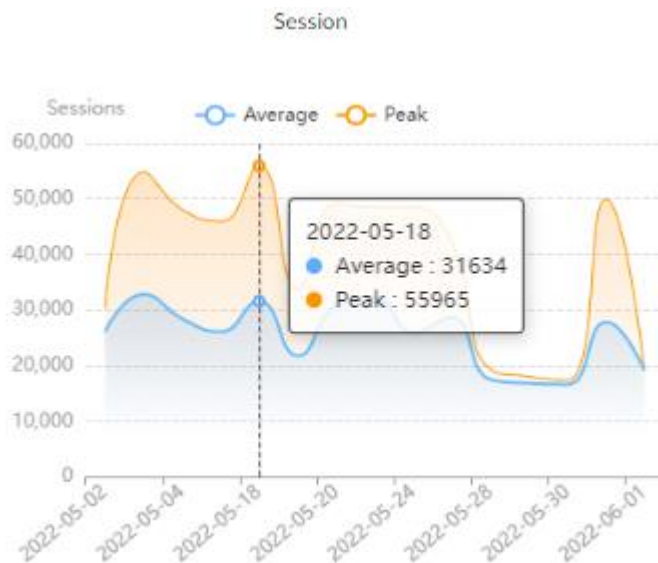 Session
Sessions
Average
Peak
60,000
50,000
40,000
30,000
20,000
10,000
0
2022-05-18
Average : 31634
Peak : 55965
2022-05-02
2022-05-04
2022-05-18
2022-05-20
2022-05-24
2022-05-28
2022-05-30
2022-06-01